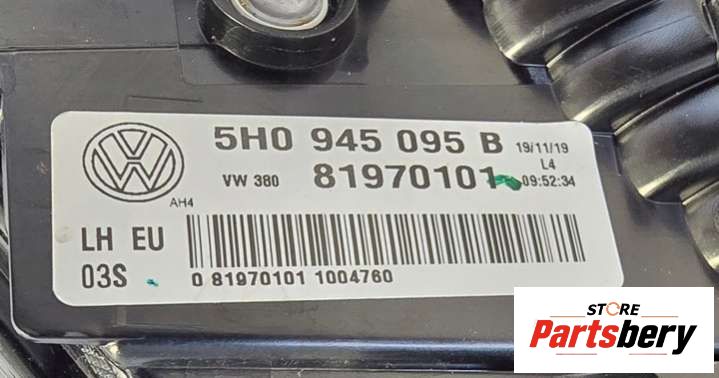 5H0 945 095 B 19/11/19
L4
VW 380 81970101 09:52:34
AH4
LH EU
03S
0 81970101 1004760
STORE
Partsbery